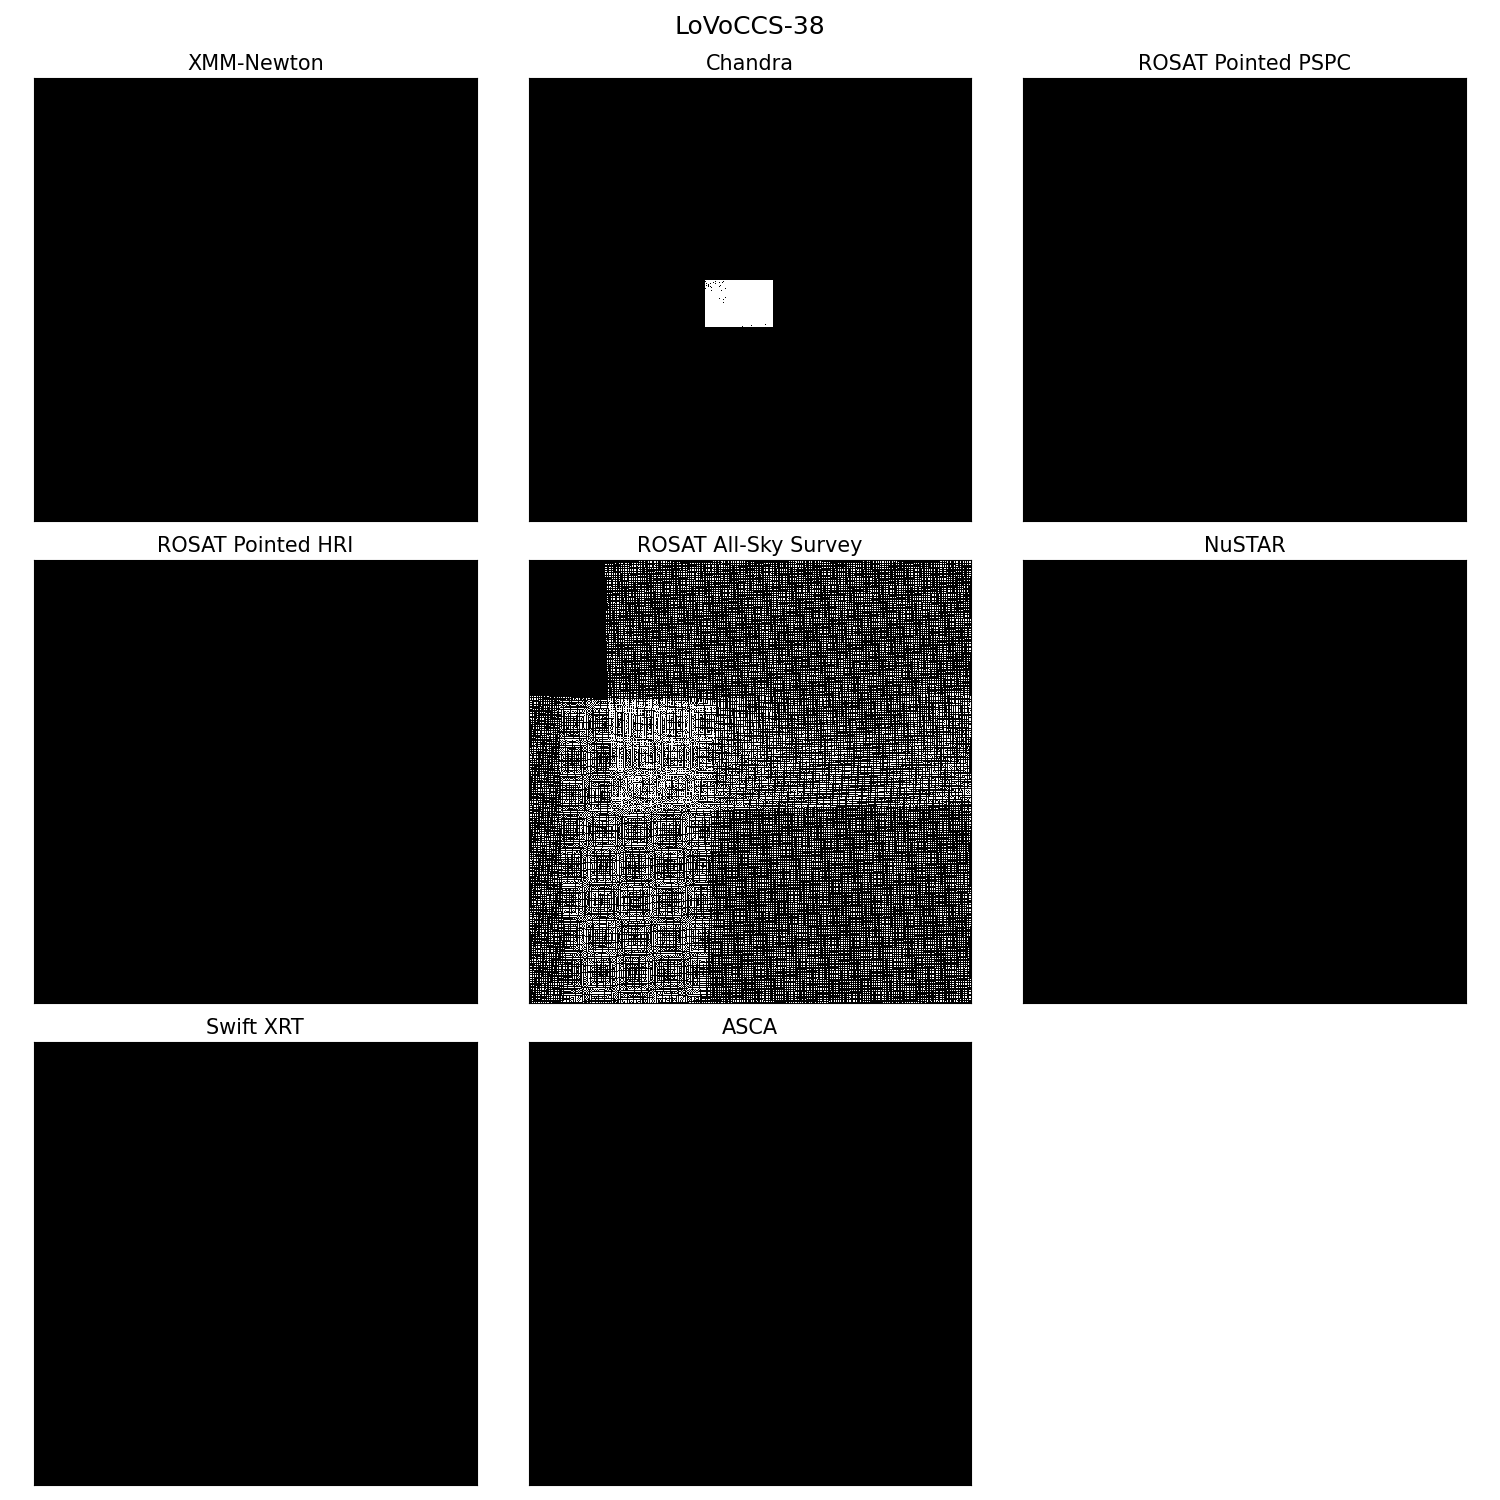 LoVoCCS-38
XMM-Newton
Chandra
ROSAT Pointed PSPC
ROSAT Pointed HRI
ROSAT All-Sky Survey
NuSTAR
Swift XRT
ASCA